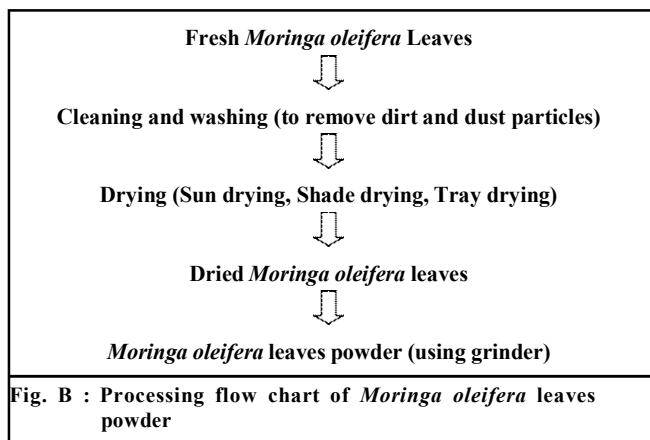 Fresh Moringa oleifera Leaves
Cleaning and washing (to remove dirt and dust particles)
Drying (Sun drying, Shade drying, Tray drying)
Dried Moringa oleifera leaves
Moringa oleifera leaves powder (using grinder)
Fig. B : Processing flow chart of Moringa oleifera leaves
powder